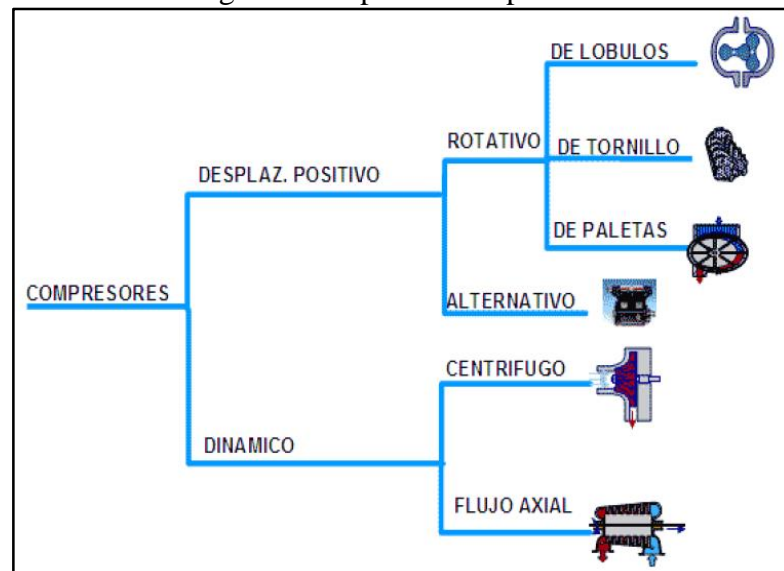 DE LOBULOS
ROTATIVO
DE TORNILLO
DESPLAZ. POSITIVO
DE PALETAS
COMPRESORES
ALTERNATIVO
CENTRIFUGO
DINAMICO
FLUJO AXIAL